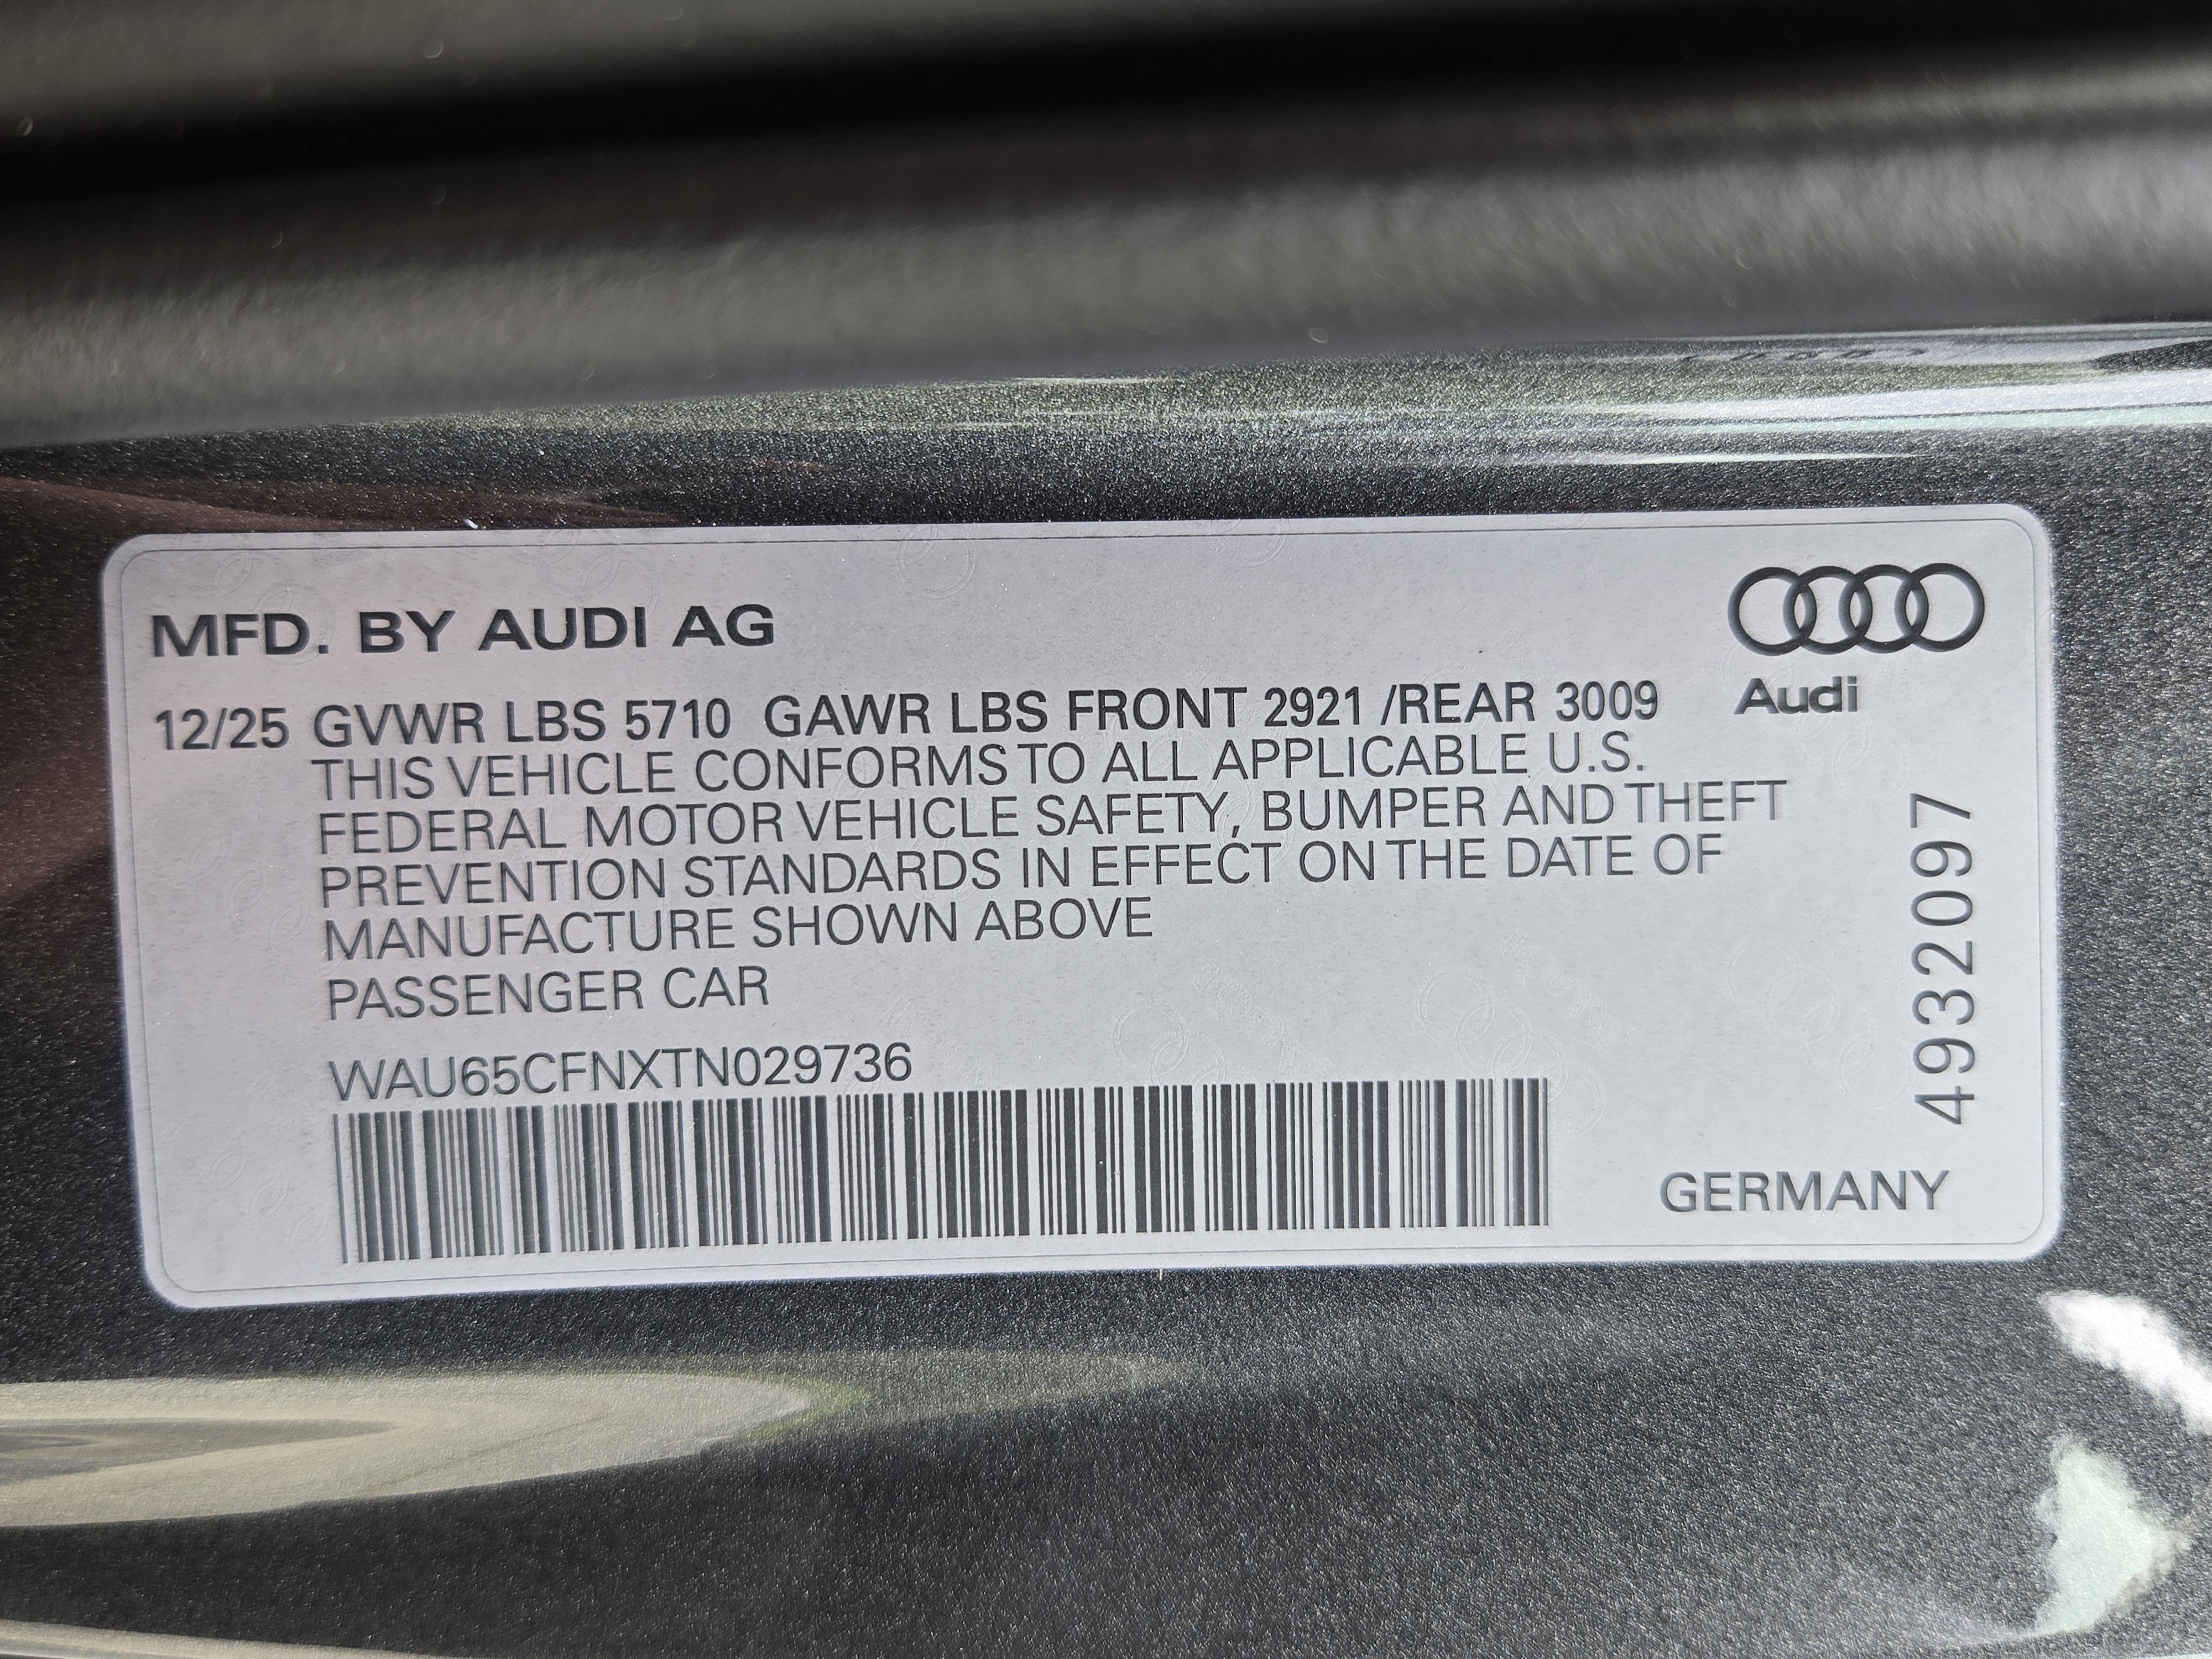 MFD. BY AUDI AG
Audi
12/25 GVWR LBS 5710 GAWR LBS FRONT 2921 /REAR 3009
THIS VEHICLE CONFORMS TO ALL APPLICABLE U.S.
FEDERAL MOTOR VEHICLE SAFETY, BUMPER AND THEFT
PREVENTION STANDARDS IN EFFECT ON THE DATE OF
MANUFACTURE SHOWN ABOVE
PASSENGER CAR
WAU65CFNXTN029736
4932097
GERMANY